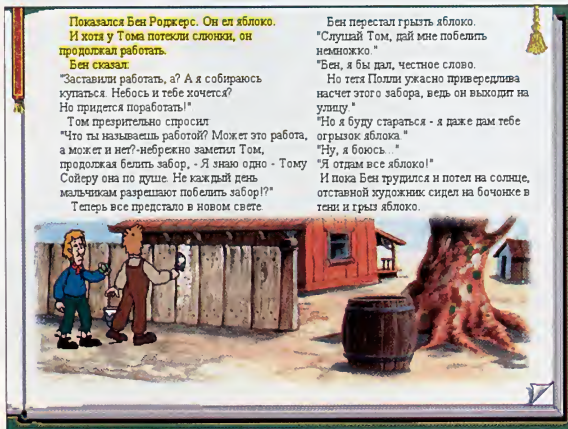 Показался Бен Роджерс. Он ел яблоко.
И хотя у Тома потекли слюнки, он
продолжал работать.
Бен сказал:
"Заставили работать, а? А я собираюсь
купаться. Небось и тебе хочется?
Но придется поработать!"
Том презрительно спросил:
"Что ты называешь работой? Может это работа,
а может и нет?-небрежно заметил Том,
продолжая белить забор, - Я знаю одно - Тому
Сойеру она по душе. Не каждый день
мальчикам разрешают побелить забор!?"
Теперь все предстало в новом свете.
Бен перестал грызть яблоко.
"Слушай Том, дай мне побелить
немножко."
"Бен, я бы дал, честное слово.
Но тетя Полли ужасно привередлива
насчет этого забора, ведь он выходит на
улицу."
"Но я буду стараться - я даже дам тебе
огрызок яблока."
"Ну, я боюсь..."
"Я отдам все яблоко!"
И пока Бен трудился и потел на солнце,
отставной художник сидел на бочонке в
тени и грыз яблоко.